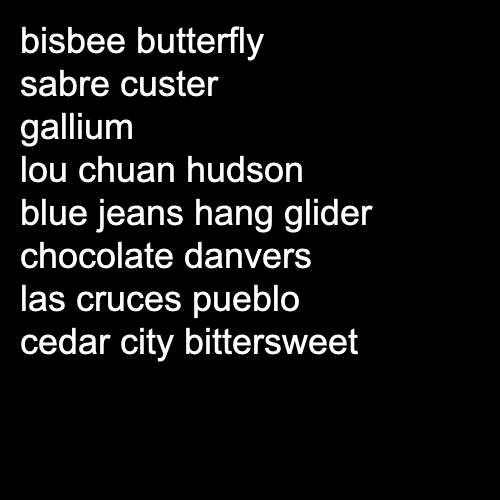 bisbee butterfly
sabre custer
gallium
lou chuan hudson
blue jeans hang glider
chocolate danvers
las cruces pueblo
cedar city bittersweet